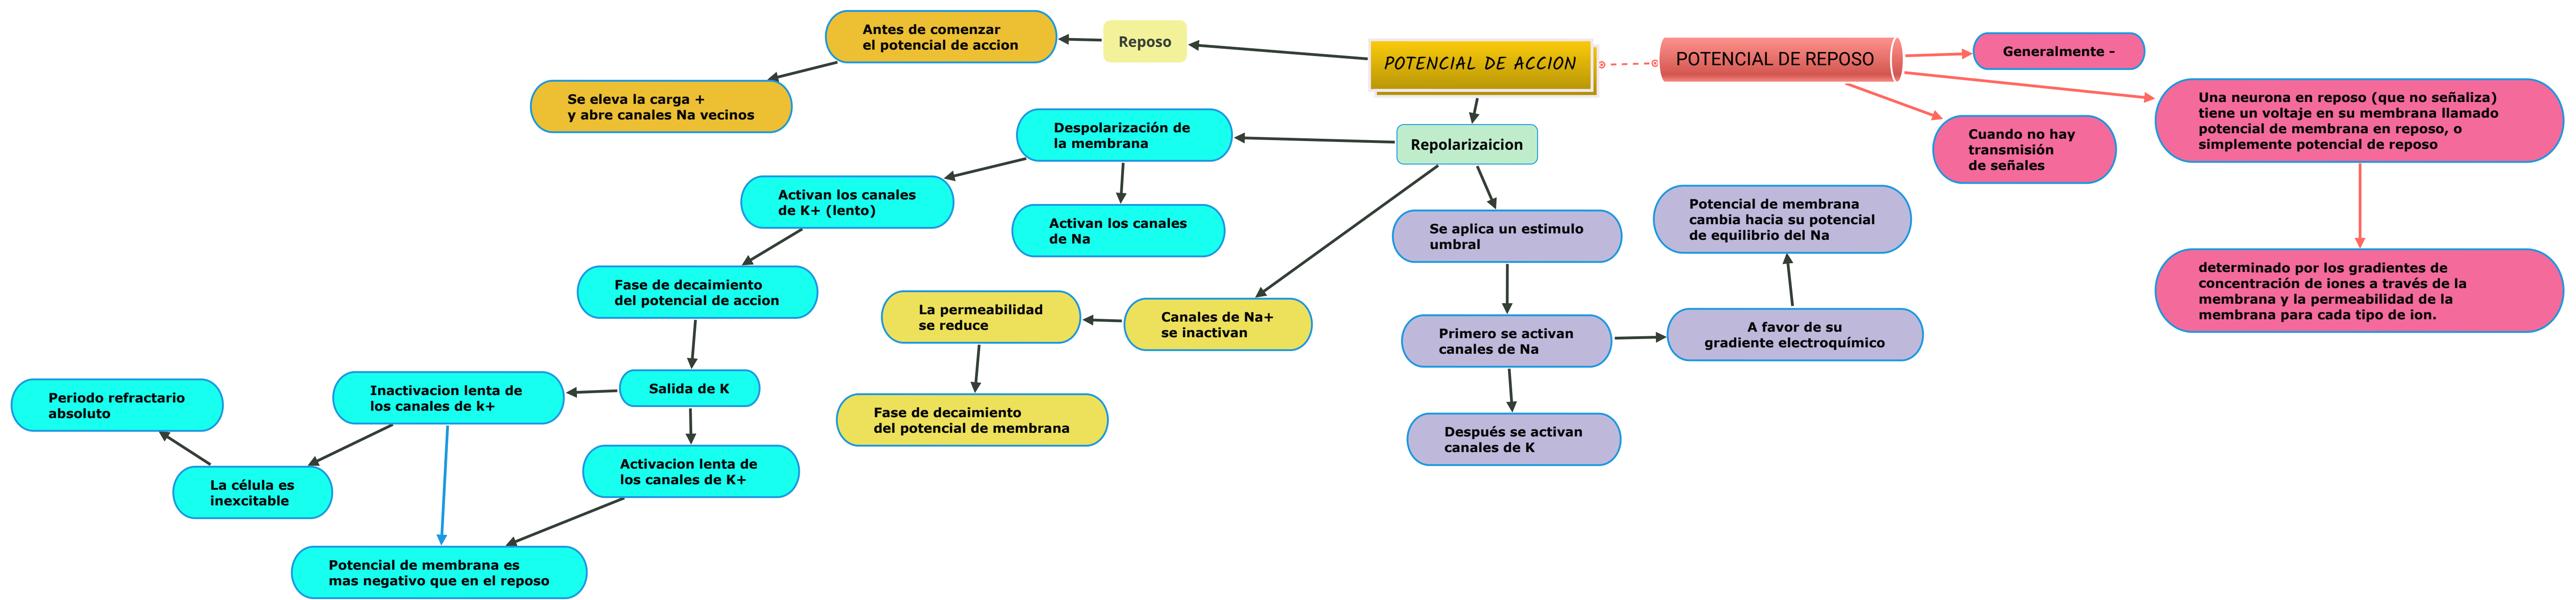 Antes de comenzar
el potencial de accion
Reposo
POTENCIAL DE ACCION
POTENCIAL DE REPOSO
Generalmente -
Se eleva la carga +
y abre canales Na vecinos
Una neurona en reposo (que no señaliza)
tiene un voltaje en su membrana llamado
potencial de membrana en reposo, o
simplemente potencial de reposo
Despolarización de
la membrana
Repolarizaicion
Cuando no hay
transmisión
de señales
Activan los canales
de K+ (lento)
Activan los canales
de Na
Se aplica un estimulo
umbral
Potencial de membrana
cambia hacia su potencial
de equilibrio del Na
determinado por los gradientes de
concentración de iones a través de la
membrana y la permeabilidad de la
membrana para cada tipo de ion.
Fase de decaimiento
del potencial de accion
La permeabilidad
se reduce
Canales de Na+
se inactivan
Primero se activan
canales de Na
A favor de su
gradiente electroquímico
Periodo refractario
absoluto
Inactivacion lenta de
los canales de k+
Salida de K
Fase de decaimiento
del potencial de membrana
Después se activan
canales de K
La célula es
inexcitable
Activacion lenta de
los canales de K+
Potencial de membrana es
mas negativo que en el reposo